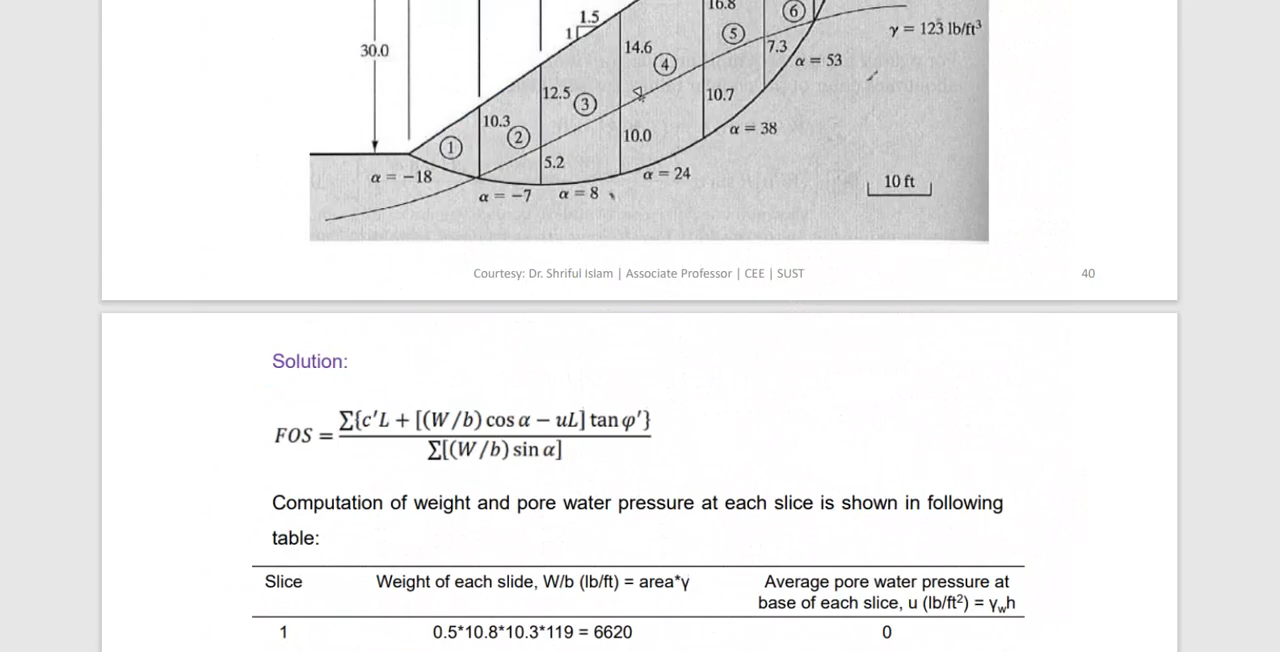 16.8
⑥
1.5
1
γ = 123 lb/ft³
30.0
14.6
④
⑤
7.3
α = 53
12.5
③
10.7
10.3
②
10.0
α = 38
①
5.2
α = −18
α = 24
10 ft
α = −7
α = 8
Courtesy: Dr. Shriful Islam | Associate Professor | CEE | SUST
40
Solution:
FOS = Σ{c′L + [(W/b) cos α − uL] tan φ′}
Σ[(W/b) sin α]
Computation of weight and pore water pressure at each slice is shown in following
table:
Slice Weight of each slide, W/b (lb/ft) = area*γ Average pore water pressure at
base of each slice, u (lb/ft²) = γwh
1 0.5*10.8*10.3*119 = 6620 0